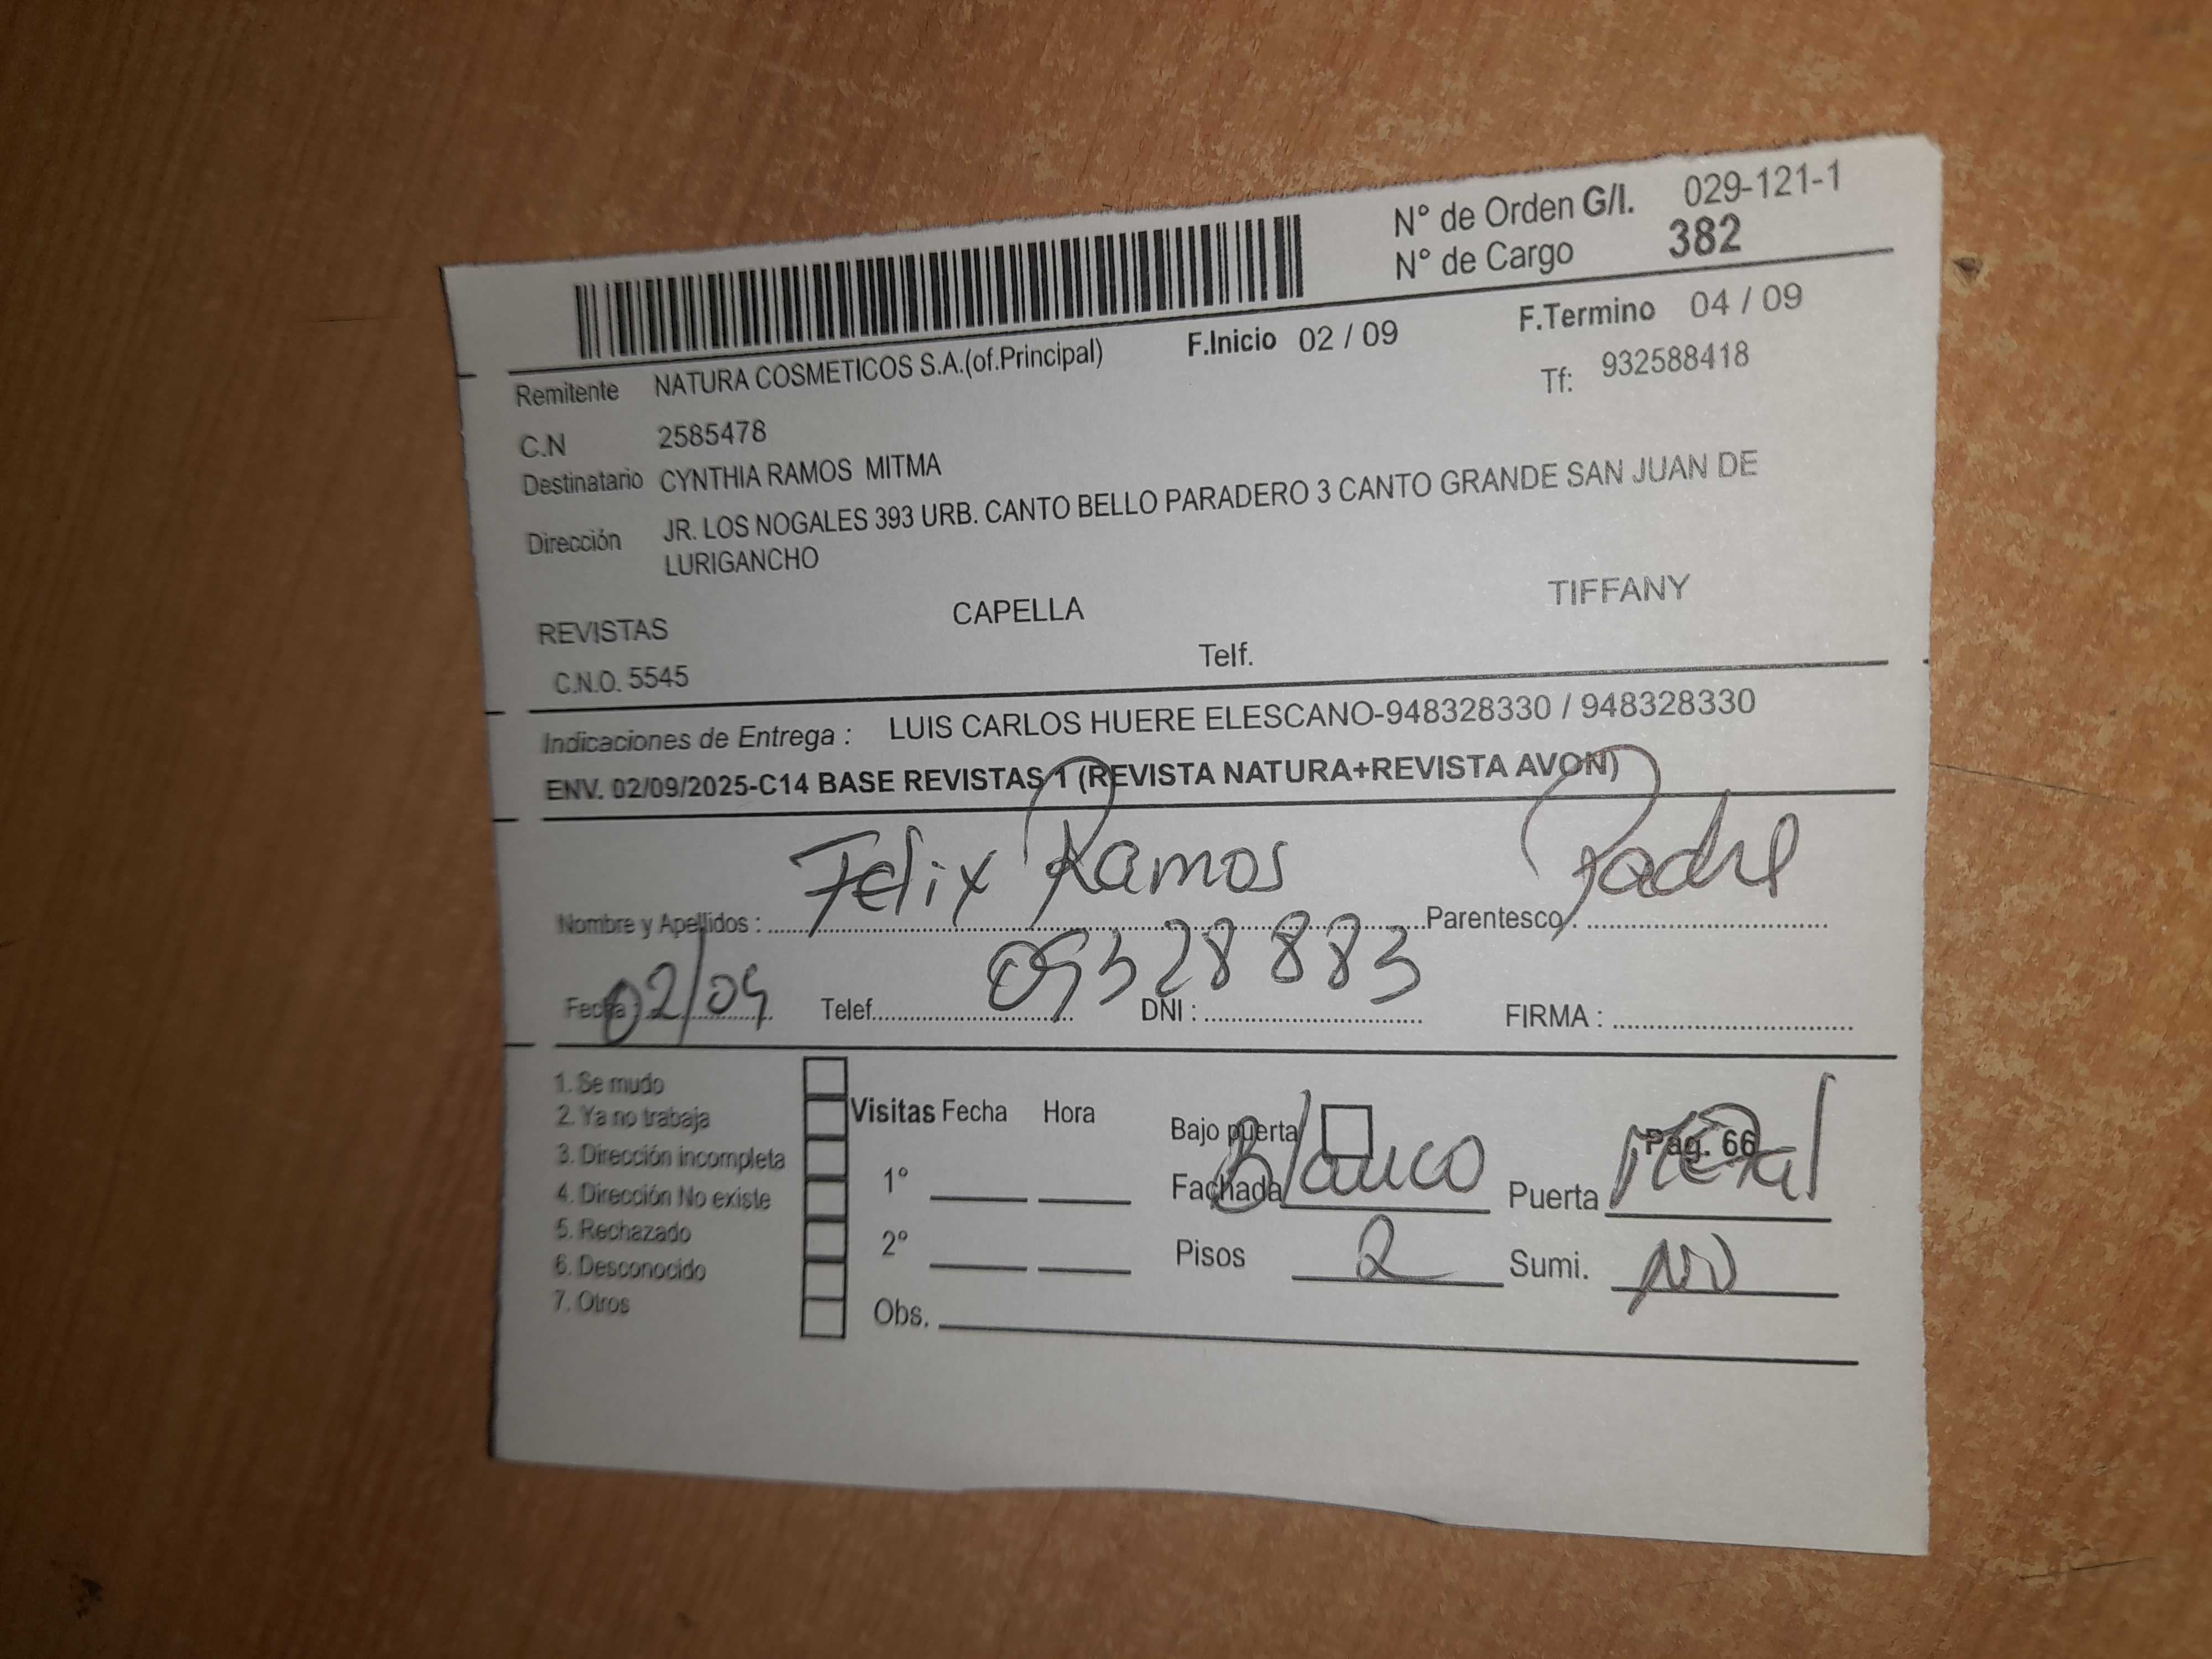 N° de Orden G/I. 029-121-1
N° de Cargo 382
F.Inicio 02 / 09 F.Termino 04 / 09
Remitente NATURA COSMETICOS S.A.(of.Principal) Tf: 932588418
C.N 2585478
Destinatario CYNTHIA RAMOS MITMA
Dirección JR. LOS NOGALES 393 URB. CANTO BELLO PARADERO 3 CANTO GRANDE SAN JUAN DE
LURIGANCHO
REVISTAS CAPELLA TIFFANY
C.N.O. 5545 Telf.
Indicaciones de Entrega : LUIS CARLOS HUERE ELESCANO-948328330 / 948328330
ENV. 02/09/2025-C14 BASE REVISTAS 1 (REVISTA NATURA+REVISTA AVON)
Nombre y Apellidos : Felix Ramos Parentesco : Padre
Fecha : 02/09 Telef. DNI : 09328883 FIRMA :
1. Se mudo
2. Ya no trabaja
3. Dirección incompleta
4. Dirección No existe
5. Rechazado
6. Desconocido
7. Otros
Visitas Fecha Hora
1°
2°
Obs.
Bajo puerta Pág. 66
Fachada Blanco Puerta Metal
Pisos 2 Sumi. NO